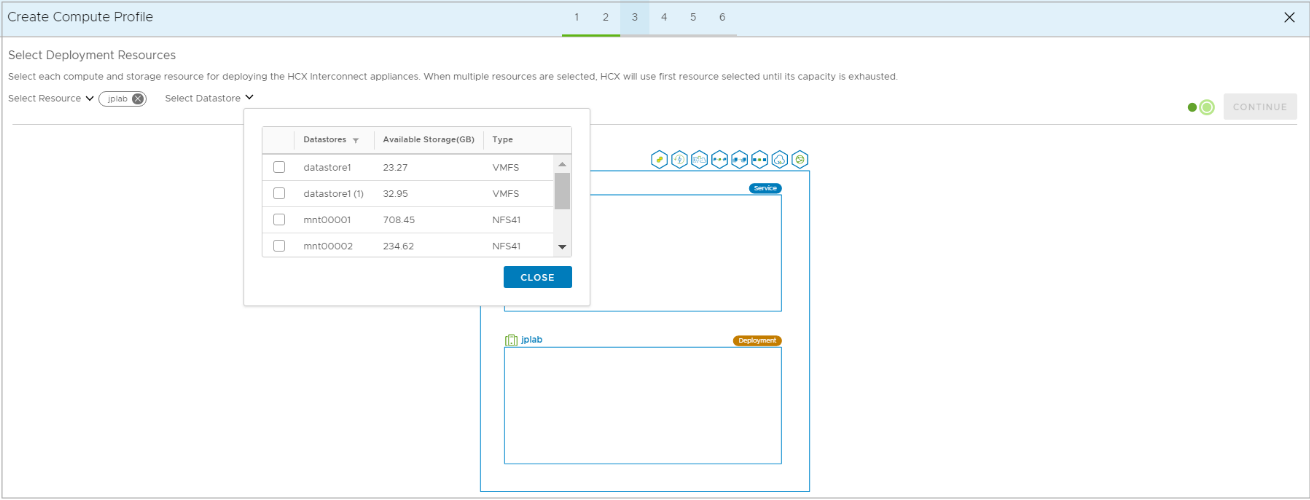 Create Compute Profile
1 2 3 4 5 6
Select Deployment Resources
Select each compute and storage resource for deploying the HCX Interconnect appliances. When multiple resources are selected, HCX will use first resource selected until its capacity is exhausted.
Select Resource jplab Select Datastore
CONTINUE
Datastores Available Storage(GB) Type
datastore1 23.27 VMFS
datastore1 (1) 32.95 VMFS
mnt00001 708.45 NFS41
mnt00002 234.62 NFS41
CLOSE
Service
jplab Deployment